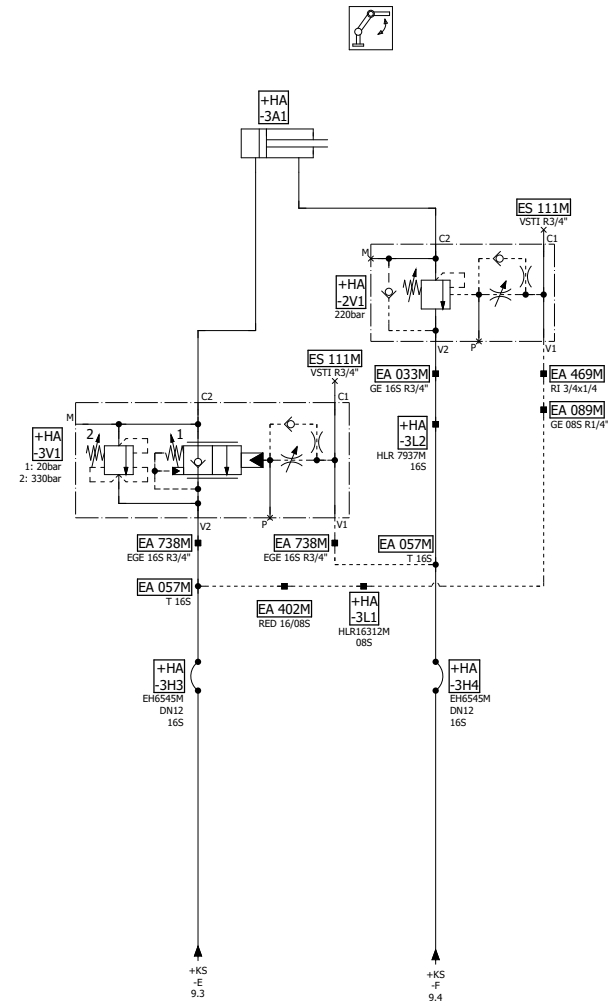 +HA
-3A1
ES 111M
VSTI R3/4"
C2
C1
M
+HA
-2V1
220bar
V2
P
V1
ES 111M
VSTI R3/4"
EA 033M
GE 16S R3/4"
EA 469M
RI 3/4x1/4
C2
C1
EA 089M
GE 08S R1/4"
M
+HA
-3V1
1: 20bar
2: 330bar
2
1
+HA
-3L2
HLR 7937M
16S
V2
P
V1
EA 738M
EGE 16S R3/4"
EA 738M
EGE 16S R3/4"
EA 057M
T 16S
EA 057M
T 16S
EA 402M
RED 16/08S
+HA
-3L1
HLR16312M
08S
+HA
-3H3
EH6545M
DN12
16S
+HA
-3H4
EH6545M
DN12
16S
+KS
-E
9.3
+KS
-F
9.4